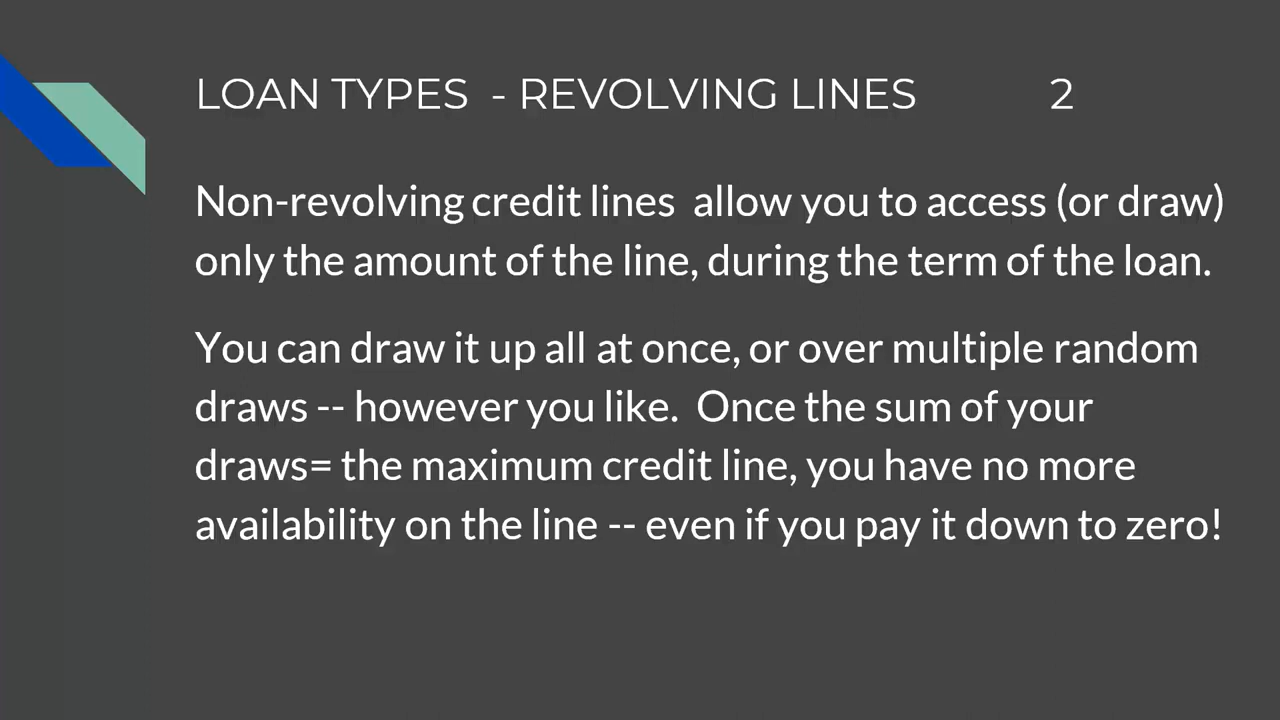 LOAN TYPES - REVOLVING LINES 2
Non-revolving credit lines allow you to access (or draw)
only the amount of the line, during the term of the loan.
You can draw it up all at once, or over multiple random
draws -- however you like. Once the sum of your
draws= the maximum credit line, you have no more
availability on the line -- even if you pay it down to zero!